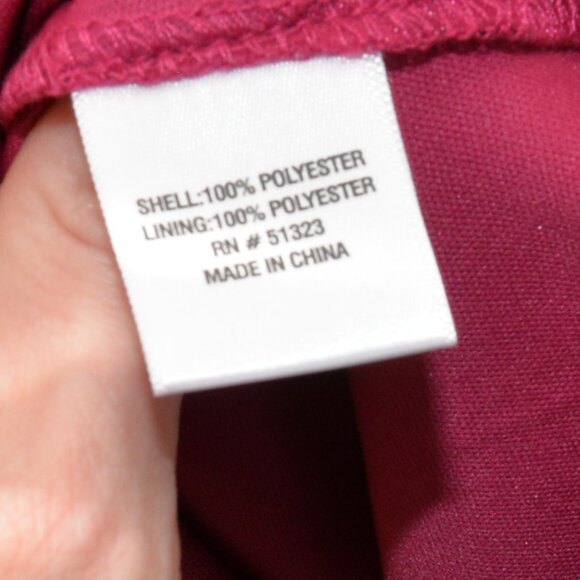 SHELL:100% POLYESTER
LINING:100% POLYESTER
RN # 51323
MADE IN CHINA